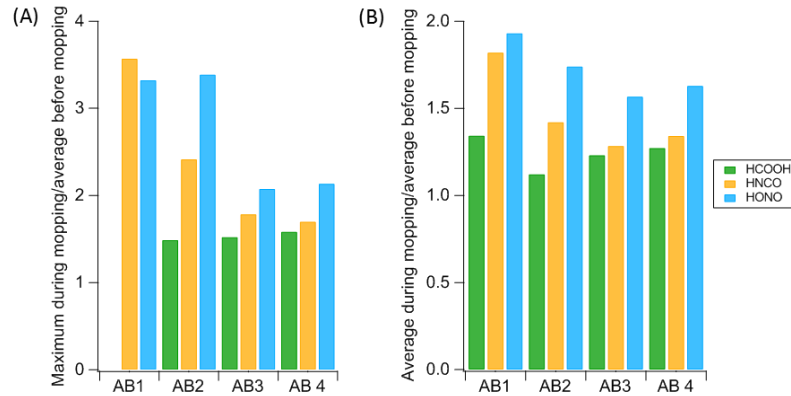 (A)
Maximum during mopping/average before mopping
4
3
2
1
0
AB1 AB2 AB3 AB 4
(B)
Average during mopping/average before mopping
2.0
1.5
1.0
0.5
0.0
AB1 AB2 AB3 AB 4
HCOOH
HNCO
HONO